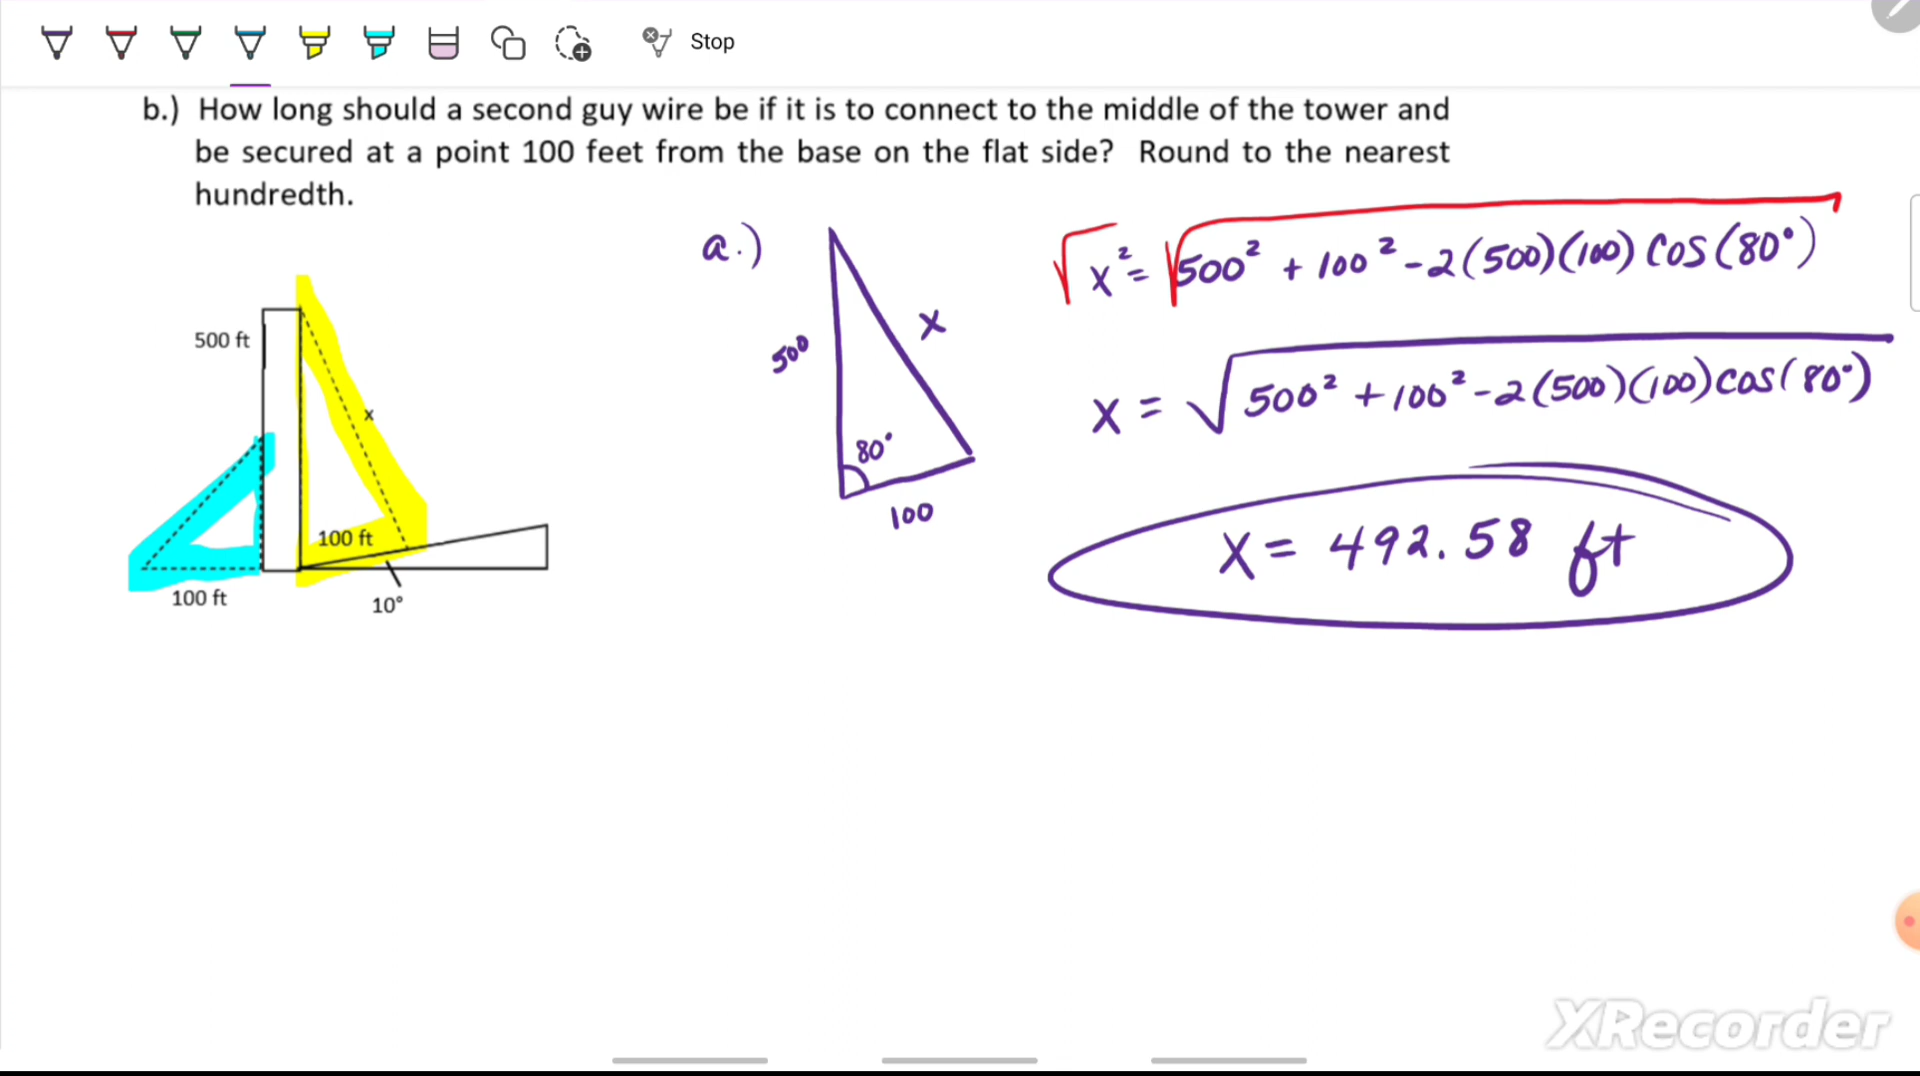 Stop
b.) How long should a second guy wire be if it is to connect to the middle of the tower and
be secured at a point 100 feet from the base on the flat side? Round to the nearest
hundredth.
a.)
500 ft
x
100 ft
100 ft
10°
500
x
80°
100
√x² = √500² + 100² - 2(500)(100) cos(80°)
x = √500² + 100² - 2(500)(100) cos(80°)
x = 492.58 ft
XRecorder